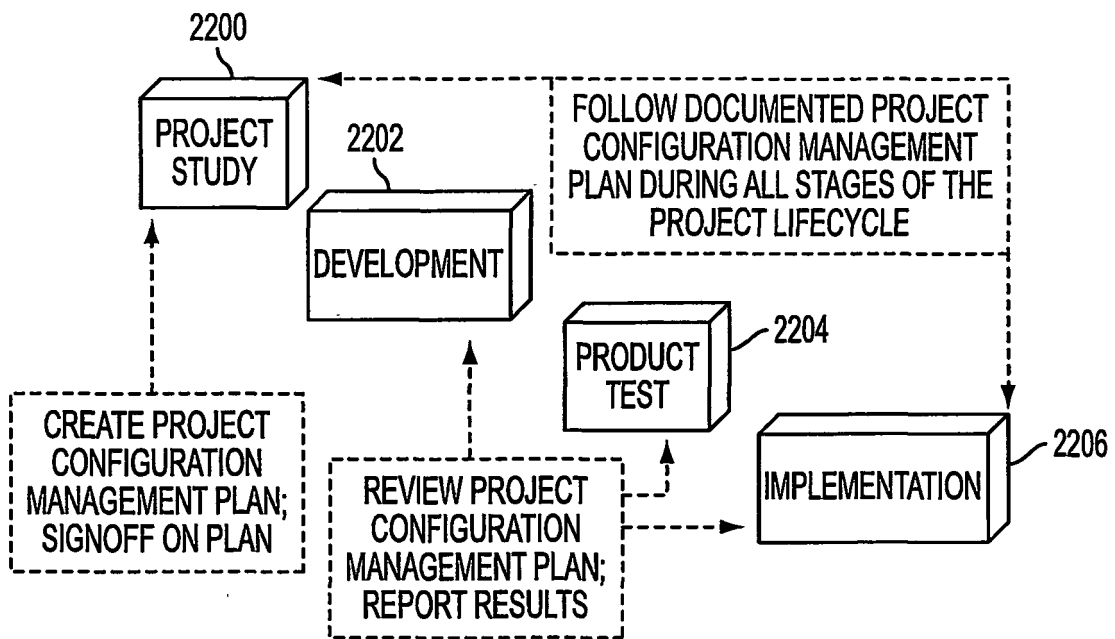 2200
PROJECT
STUDY
2202
DEVELOPMENT
FOLLOW DOCUMENTED PROJECT
CONFIGURATION MANAGEMENT
PLAN DURING ALL STAGES OF THE
PROJECT LIFECYCLE
PRODUCT
TEST
2204
IMPLEMENTATION
2206
CREATE PROJECT
CONFIGURATION
MANAGEMENT PLAN;
SIGNOFF ON PLAN
REVIEW PROJECT
CONFIGURATION
MANAGEMENT PLAN;
REPORT RESULTS